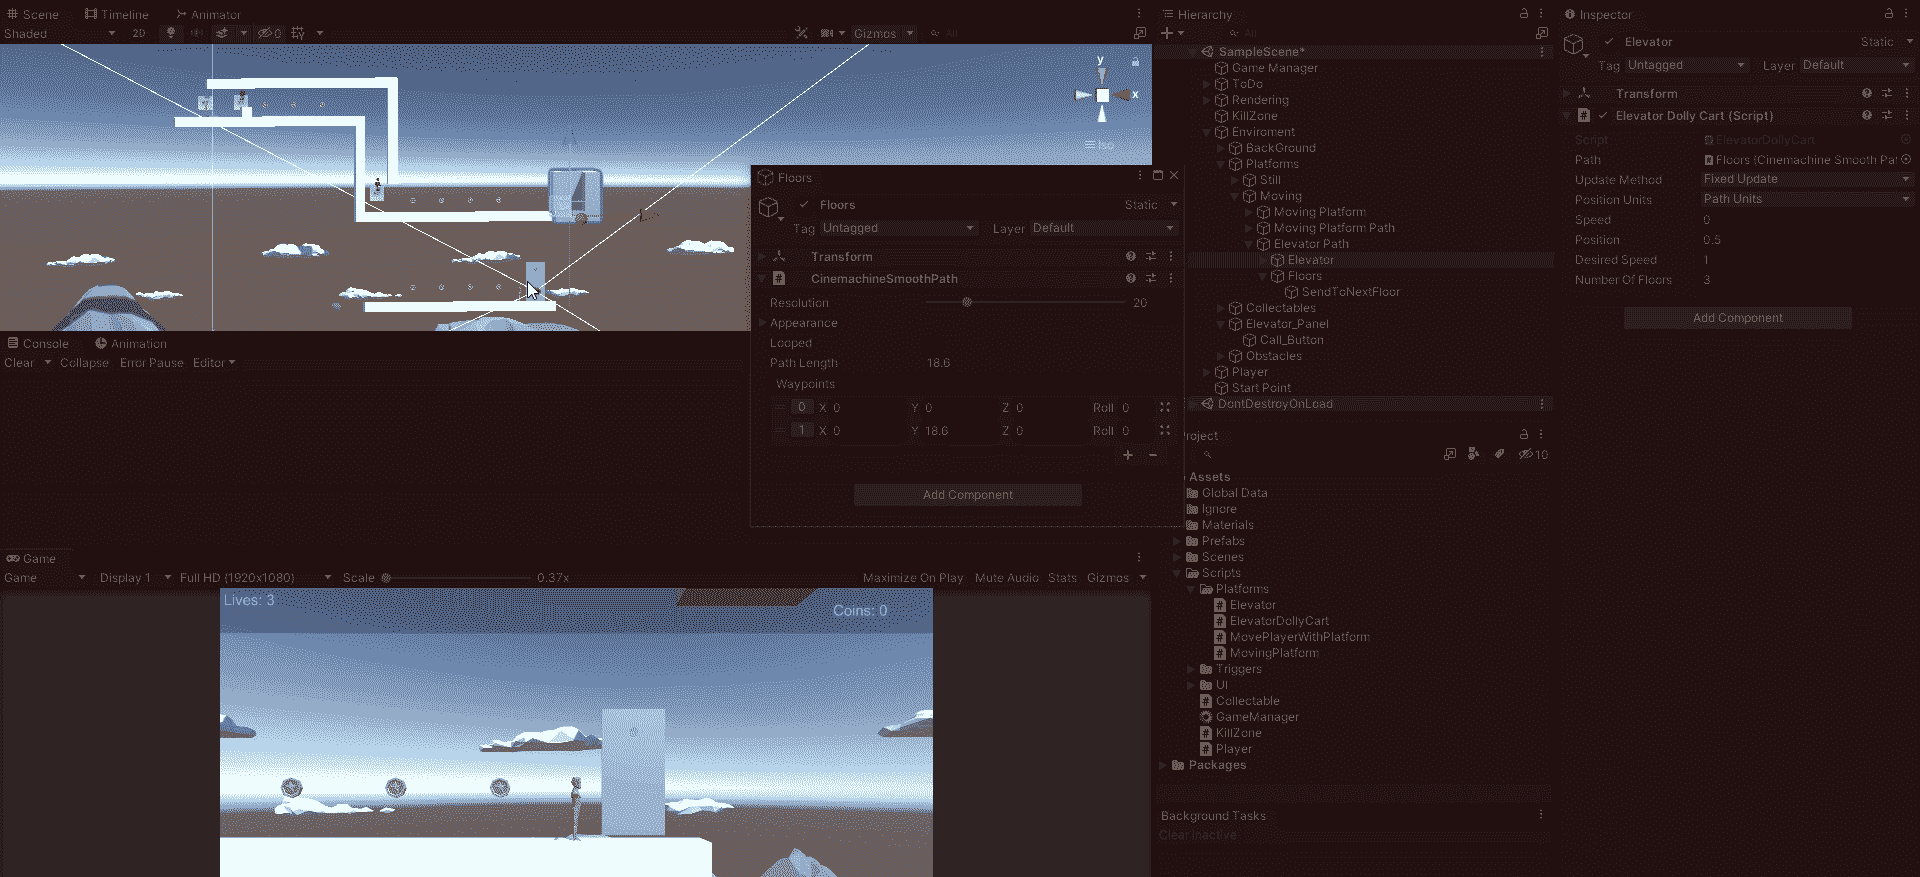 Scene Timeline Animator
Shaded 2D 0 Gizmos All
y
x
Iso
Floors
Floors Static
Tag Untagged Layer Default
Transform
CinemachineSmoothPath
Resolution 20
Appearance
Looped
Path Length 18.6
Waypoints
0 X 0 Y 0 Z 0 Roll 0
1 X 0 Y 18.6 Z 0 Roll 0
Add Component
Console Animation
Clear Collapse Error Pause Editor
Game
Game Display 1 Full HD (1920x1080) Scale 0.37x Maximize On Play Mute Audio Stats Gizmos
Lives: 3
Coins: 0
Hierarchy
All
SampleScene*
Game Manager
ToDo
Rendering
KillZone
Enviroment
BackGround
Platforms
Still
Moving
Moving Platform
Moving Platform Path
Elevator Path
Elevator
Floors
SendToNextFloor
Collectables
Elevator_Panel
Call_Button
Obstacles
Player
Start Point
DontDestroyOnLoad
roject
10
Assets
Global Data
Ignore
Materials
Prefabs
Scenes
Scripts
Platforms
Elevator
ElevatorDollyCart
MovePlayerWithPlatform
MovingPlatform
Triggers
UI
Collectable
GameManager
KillZone
Player
Packages
Background Tasks
Clear inactive
Inspector
Elevator Static
Tag Untagged Layer Default
Transform
Elevator Dolly Cart (Script)
Script ElevatorDollyCart
Path Floors (Cinemachine Smooth Pat
Update Method Fixed Update
Position Units Path Units
Speed 0
Position 0.5
Desired Speed 1
Number Of Floors 3
Add Component